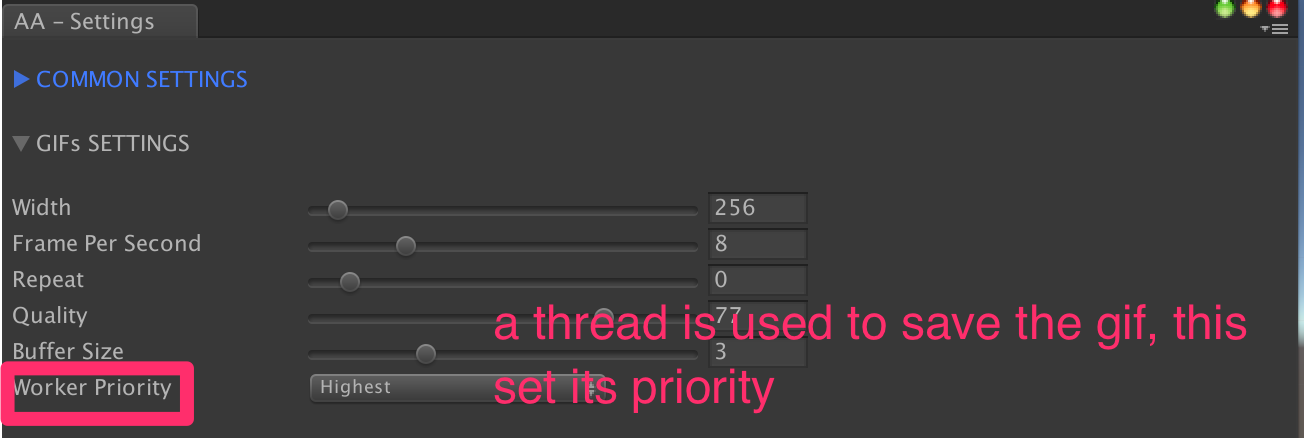 AA – Settings
COMMON SETTINGS
GIFs SETTINGS
Width 256
Frame Per Second 8
Repeat 0
Quality 77
a thread is used to save the gif, this
Buffer Size 3
Worker Priority Highest
set its priority